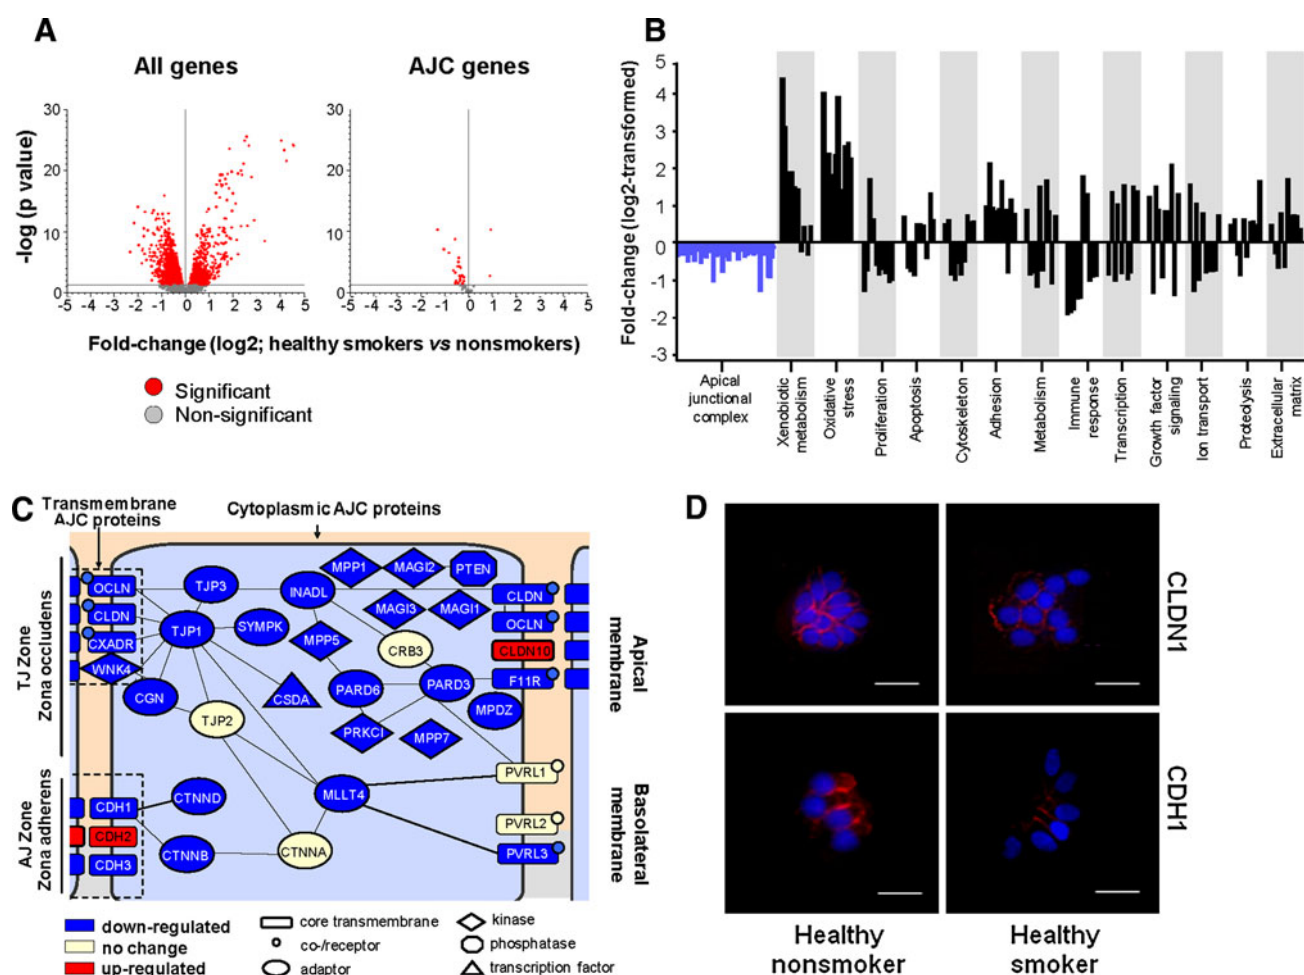 A
All genes
AJC genes
-log (p value)
30
20
10
0
-5 -4 -3 -2 -1 0 1 2 3 4 5
30
20
10
0
-5 -4 -3 -2 -1 0 1 2 3 4 5
Fold-change (log2; healthy smokers vs nonsmokers)
Significant
Non-significant
B
Fold-change (log2-transformed)
5
4
3
2
1
0
-1
-2
-3
Apical
junctional
complex
Xenobiotic
metabolism
Oxidative
stress
Proliferation
Apoptosis
Cytoskeleton
Adhesion
Metabolism
Immune
response
Transcription
Growth factor
signaling
Ion transport
Proteolysis
Extracellular
matrix
C
Transmembrane
AJC proteins
Cytoplasmic AJC proteins
TJ Zone
Zona occludens
AJ Zone
Zona adherens
Apical
membrane
Basolateral
membrane
OCLN
CLDN
CXADR
WNK4
TJP3
TJP1
SYMPK
CGN
TJP2
CSDA
INADL
MPP1
MAGI2
PTEN
MAGI3
MAGI1
MPP5
CRB3
PARD6
PARD3
PRKCI
MPP7
MPDZ
CLDN
OCLN
CLDN10
F11R
PVRL1
PVRL2
PVRL3
MLLT4
CDH1
CDH2
CDH3
CTNND
CTNNB
CTNNA
down-regulated
no change
up-regulated
core transmembrane
co-/receptor
adaptor
kinase
phosphatase
transcription factor
D
CLDN1
CDH1
Healthy
nonsmoker
Healthy
smoker